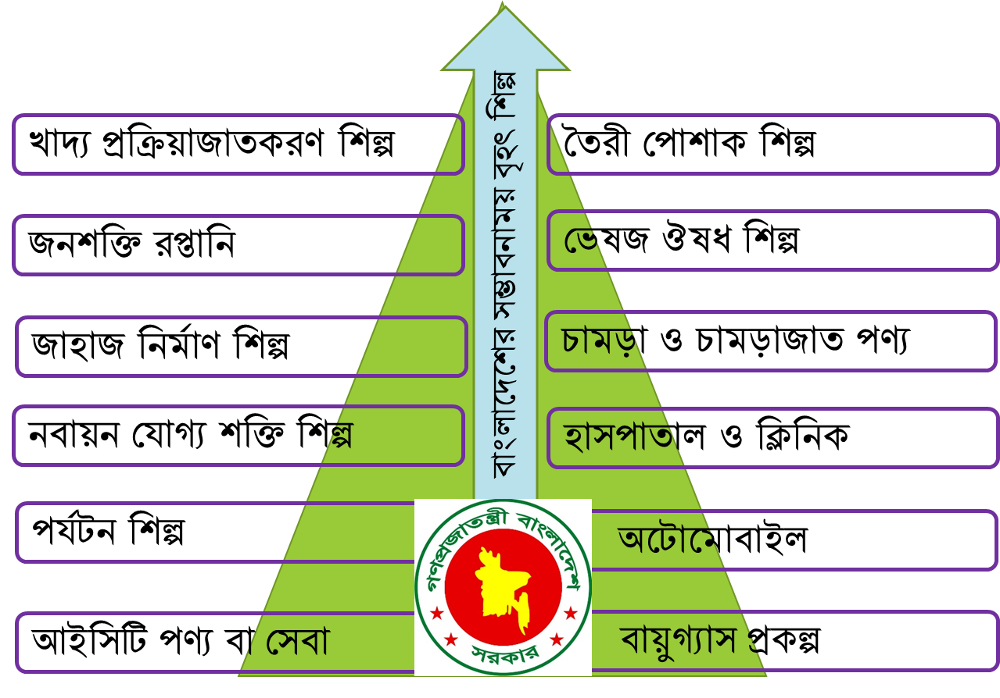 বাংলাদেশের সম্ভাবনাময় বৃহৎ শিল্প
খাদ্য প্রক্রিয়াজাতকরণ শিল্প
জনশক্তি রপ্তানি
জাহাজ নির্মাণ শিল্প
নবায়ন যোগ্য শক্তি শিল্প
পর্যটন শিল্প
আইসিটি পণ্য বা সেবা
তৈরী পোশাক শিল্প
ভেষজ ঔষধ শিল্প
চামড়া ও চামড়াজাত পণ্য
হাসপাতাল ও ক্লিনিক
অটোমোবাইল
বায়ুগ্যাস প্রকল্প
গণপ্রজাতন্ত্রী বাংলাদেশ
সরকার